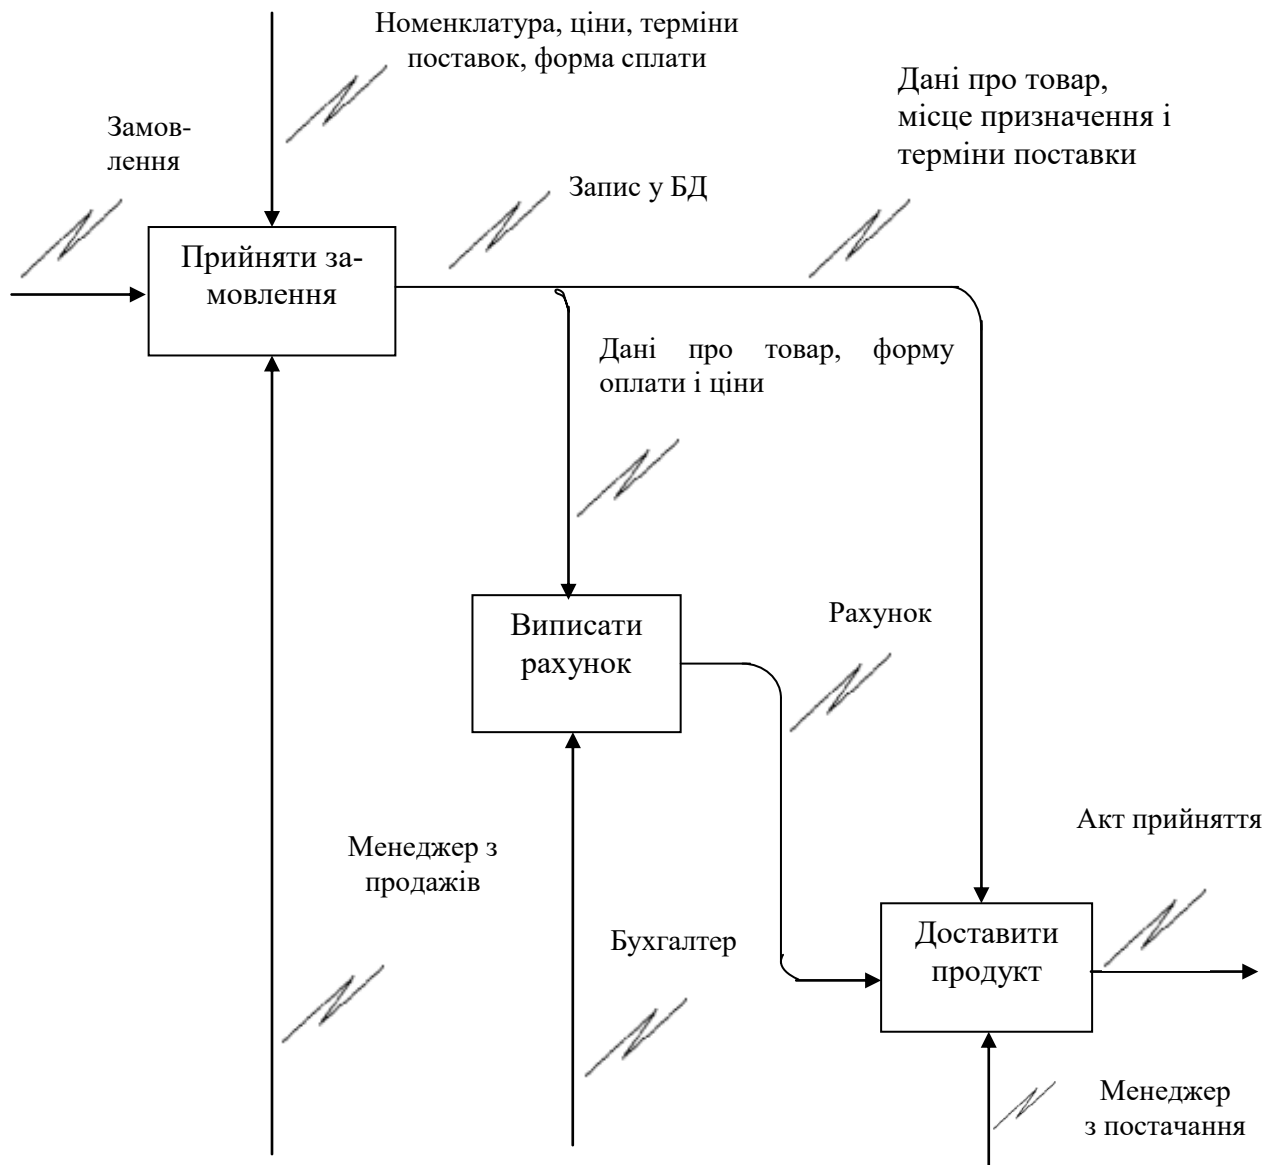 Номенклатура, ціни, терміни
поставок, форма сплати
Дані про товар,
місце призначення і
терміни поставки
Замов-
лення
Запис у БД
Прийняти за-
мовлення
Дані про товар, форму
оплати і ціни
Виписати
рахунок
Рахунок
Акт прийняття
Менеджер з
продажів
Бухгалтер
Доставити
продукт
Менеджер
з постачання